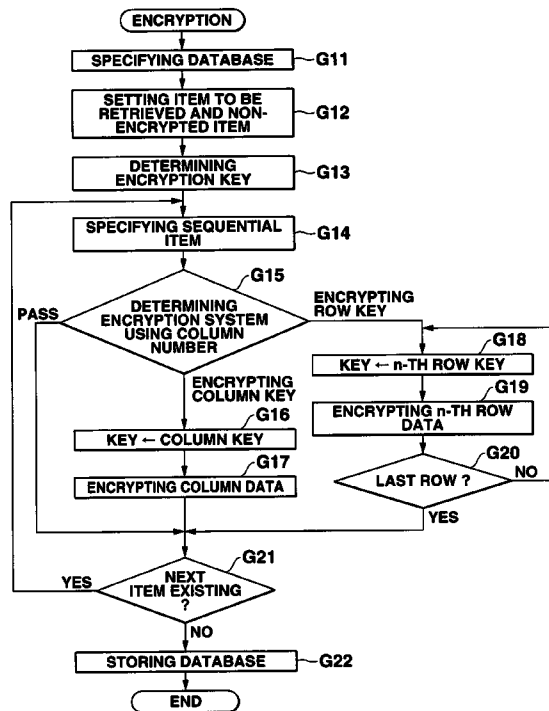 ENCRYPTION
SPECIFYING DATABASE
G11
SETTING ITEM TO BE
RETRIEVED AND NON-
ENCRYPTED ITEM
G12
DETERMINING
ENCRYPTION KEY
G13
SPECIFYING SEQUENTIAL
ITEM
G14
G15
PASS
DETERMINING
ENCRYPTION SYSTEM
USING COLUMN
NUMBER
ENCRYPTING
ROW KEY
G18
KEY ← n-TH ROW KEY
ENCRYPTING
COLUMN KEY
G16
KEY ← COLUMN KEY
G19
ENCRYPTING n-TH ROW
DATA
G17
ENCRYPTING COLUMN DATA
G20
LAST ROW ?
NO
YES
G21
YES
NEXT
ITEM EXISTING
?
NO
STORING DATABASE
G22
END